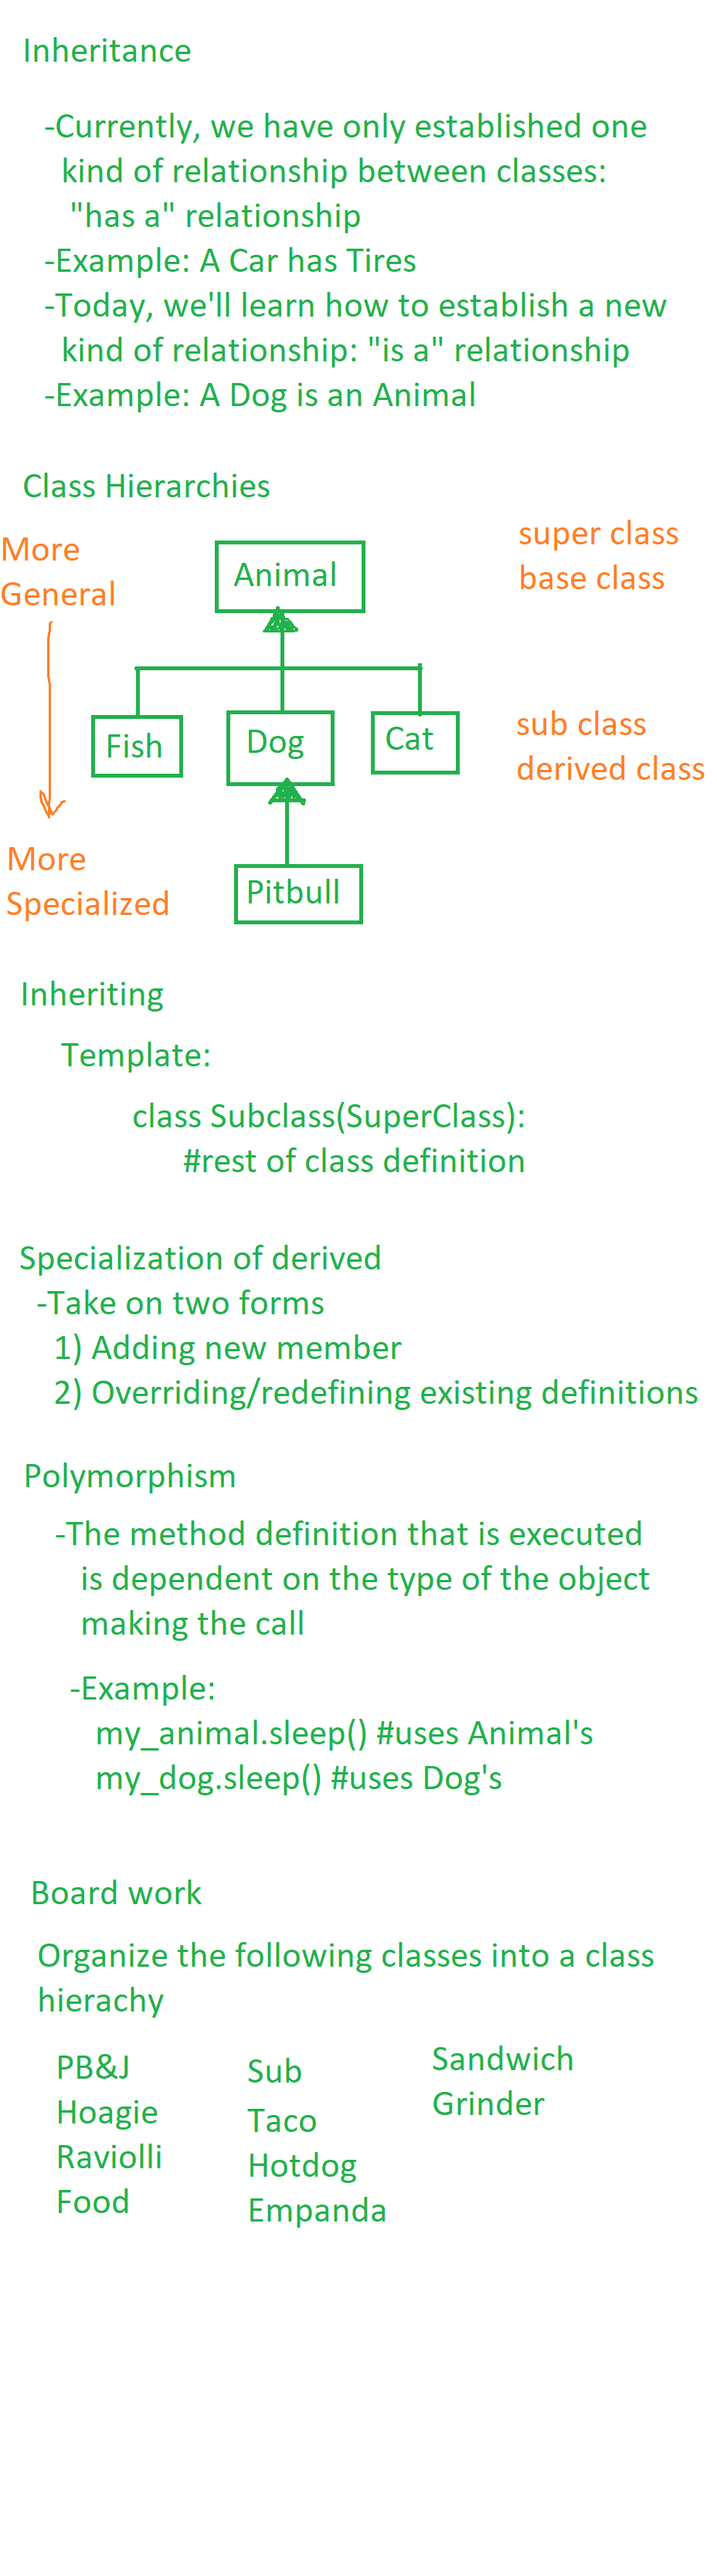 Inheritance
-Currently, we have only established one
kind of relationship between classes:
"has a" relationship
-Example: A Car has Tires
-Today, we'll learn how to establish a new
kind of relationship: "is a" relationship
-Example: A Dog is an Animal
Class Hierarchies
More
General
Animal
super class
base class
Fish
Dog
Cat
sub class
derived class
More
Specialized
Pitbull
Inheriting
Template:
class Subclass(SuperClass):
#rest of class definition
Specialization of derived
-Take on two forms
1) Adding new member
2) Overriding/redefining existing definitions
Polymorphism
-The method definition that is executed
is dependent on the type of the object
making the call
-Example:
my_animal.sleep() #uses Animal's
my_dog.sleep() #uses Dog's
Board work
Organize the following classes into a class
hierachy
PB&J
Hoagie
Raviolli
Food
Sub
Taco
Hotdog
Empanda
Sandwich
Grinder